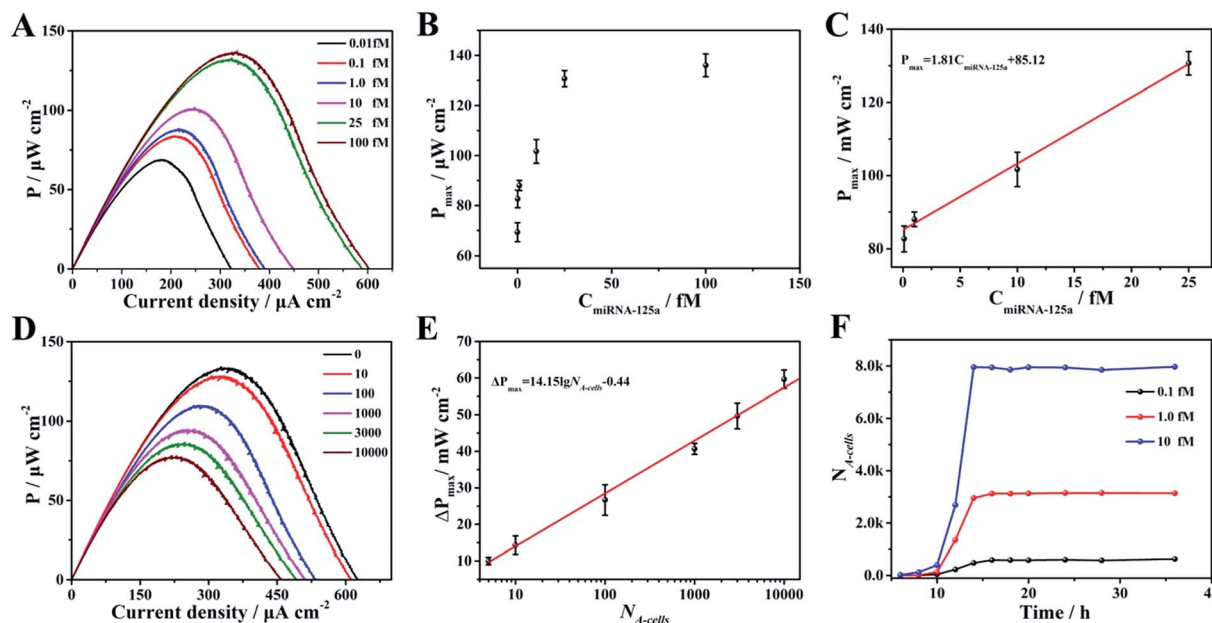 A
P / μW cm-2
150
100
50
0
0 100 200 300 400 500 600
Current density / μA cm-2
0.01fM
0.1 fM
1.0 fM
10 fM
25 fM
100 fM
B
Pmax / μW cm-2
140
120
100
80
60
0 50 100 150
CmiRNA-125a / fM
C
Pmax=1.81CmiRNA-125a+85.12
Pmax / mW cm-2
140
120
100
80
0 5 10 15 20 25
CmiRNA-125a / fM
D
P / μW cm-2
150
100
50
0
0 150 300 450 600
Current density / μA cm-2
0
10
100
1000
3000
10000
E
ΔPmax=14.15lgNA-cells-0.44
ΔPmax/ mW cm-2
70
60
50
40
30
20
10
10 100 1000 10000
NA-cells
F
NA-cells
8.0k
6.0k
4.0k
2.0k
0.0
10 20 30 40
Time / h
0.1 fM
1.0 fM
10 fM